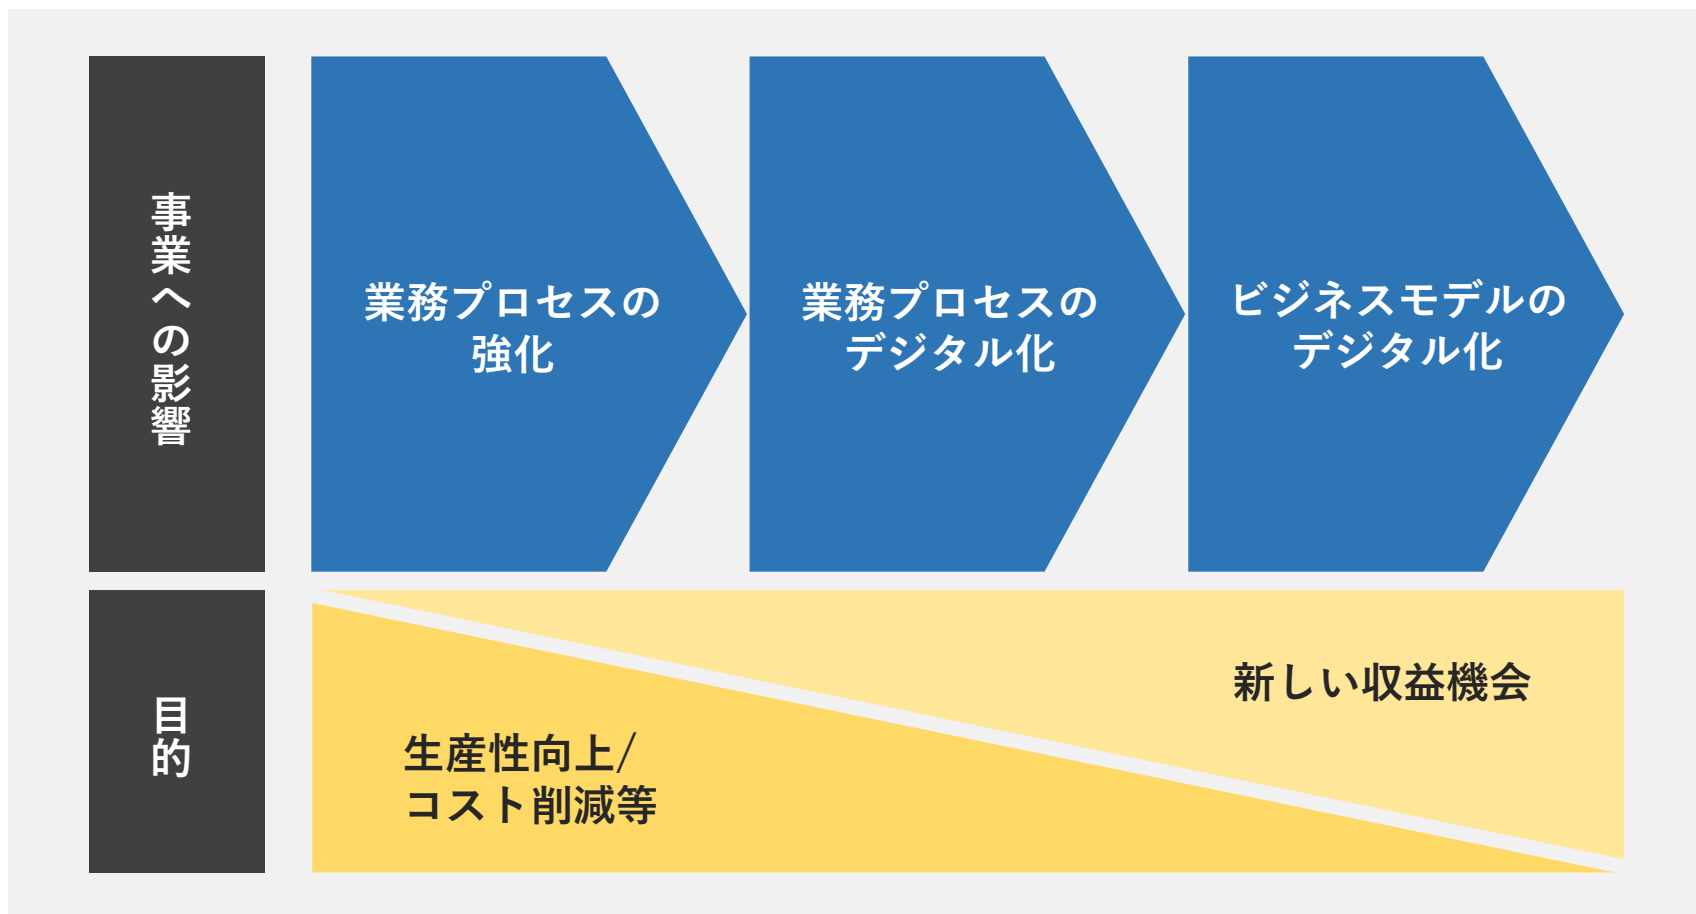 事業への影響
業務プロセスの
強化
業務プロセスの
デジタル化
ビジネスモデルの
デジタル化
目的
新しい収益機会
生産性向上/
コスト削減等